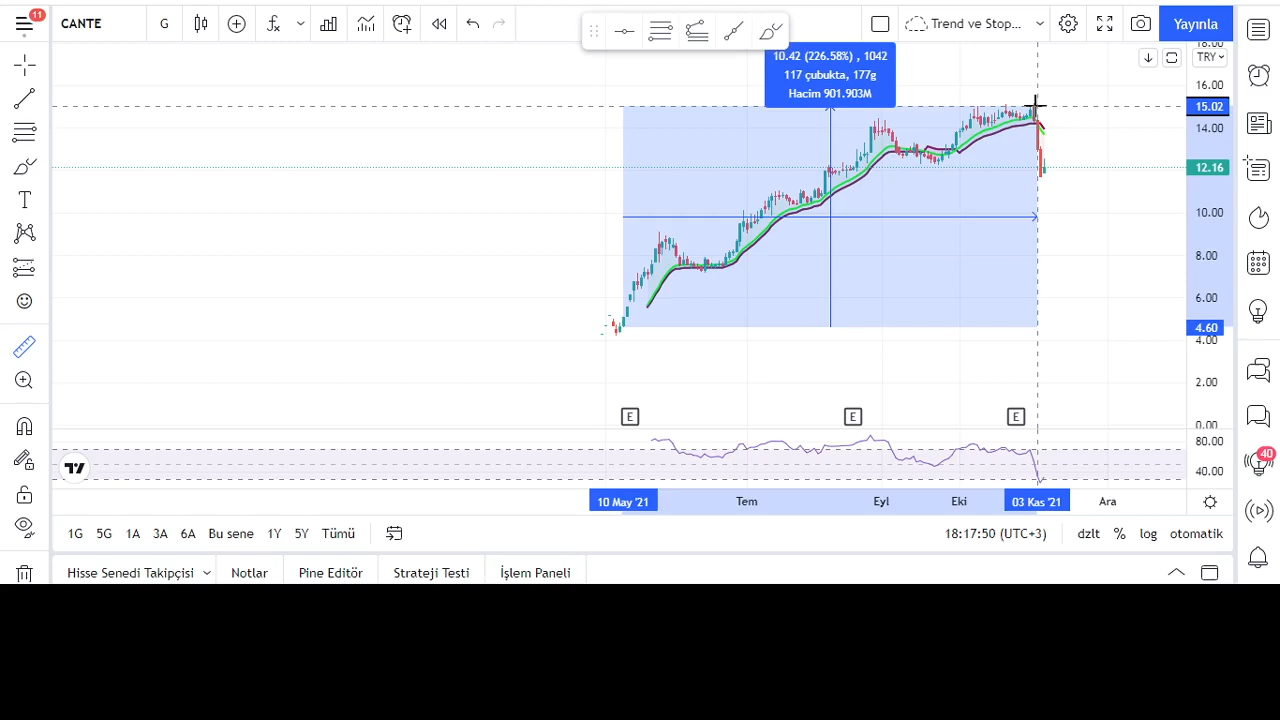 11
CANTE
G
Trend ve Stop...
Yayınla
10.42 (226.58%) , 1042
117 çubukta, 177g
Hacim 901.903M
18.00
TRY
16.00
15.02
14.00
12.16
10.00
8.00
6.00
4.60
4.00
2.00
0.00
E
E
E
80.00
40.00
40
10 May '21
Tem
Eyl
Eki
03 Kas '21
Ara
1G 5G 1A 3A 6A Bu sene 1Y 5Y Tümü
18:17:50 (UTC+3)
dzlt % log otomatik
Hisse Senedi Takipçisi
Notlar
Pine Editör
Strateji Testi
İşlem Paneli